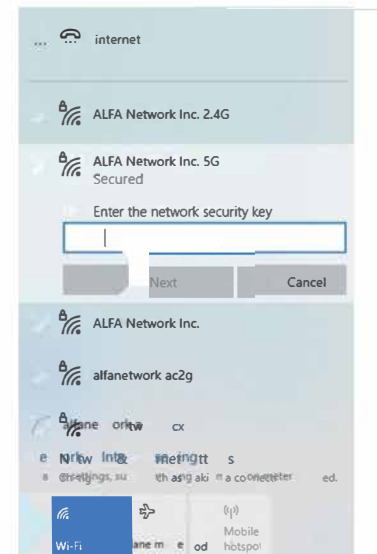 internet
ALFA Network Inc. 2.4G
ALFA Network Inc. 5G
Secured
Enter the network security key
Next
Cancel
ALFA Network Inc.
alfanetwork ac2g
Wi-Fi
Mobile
hotspot